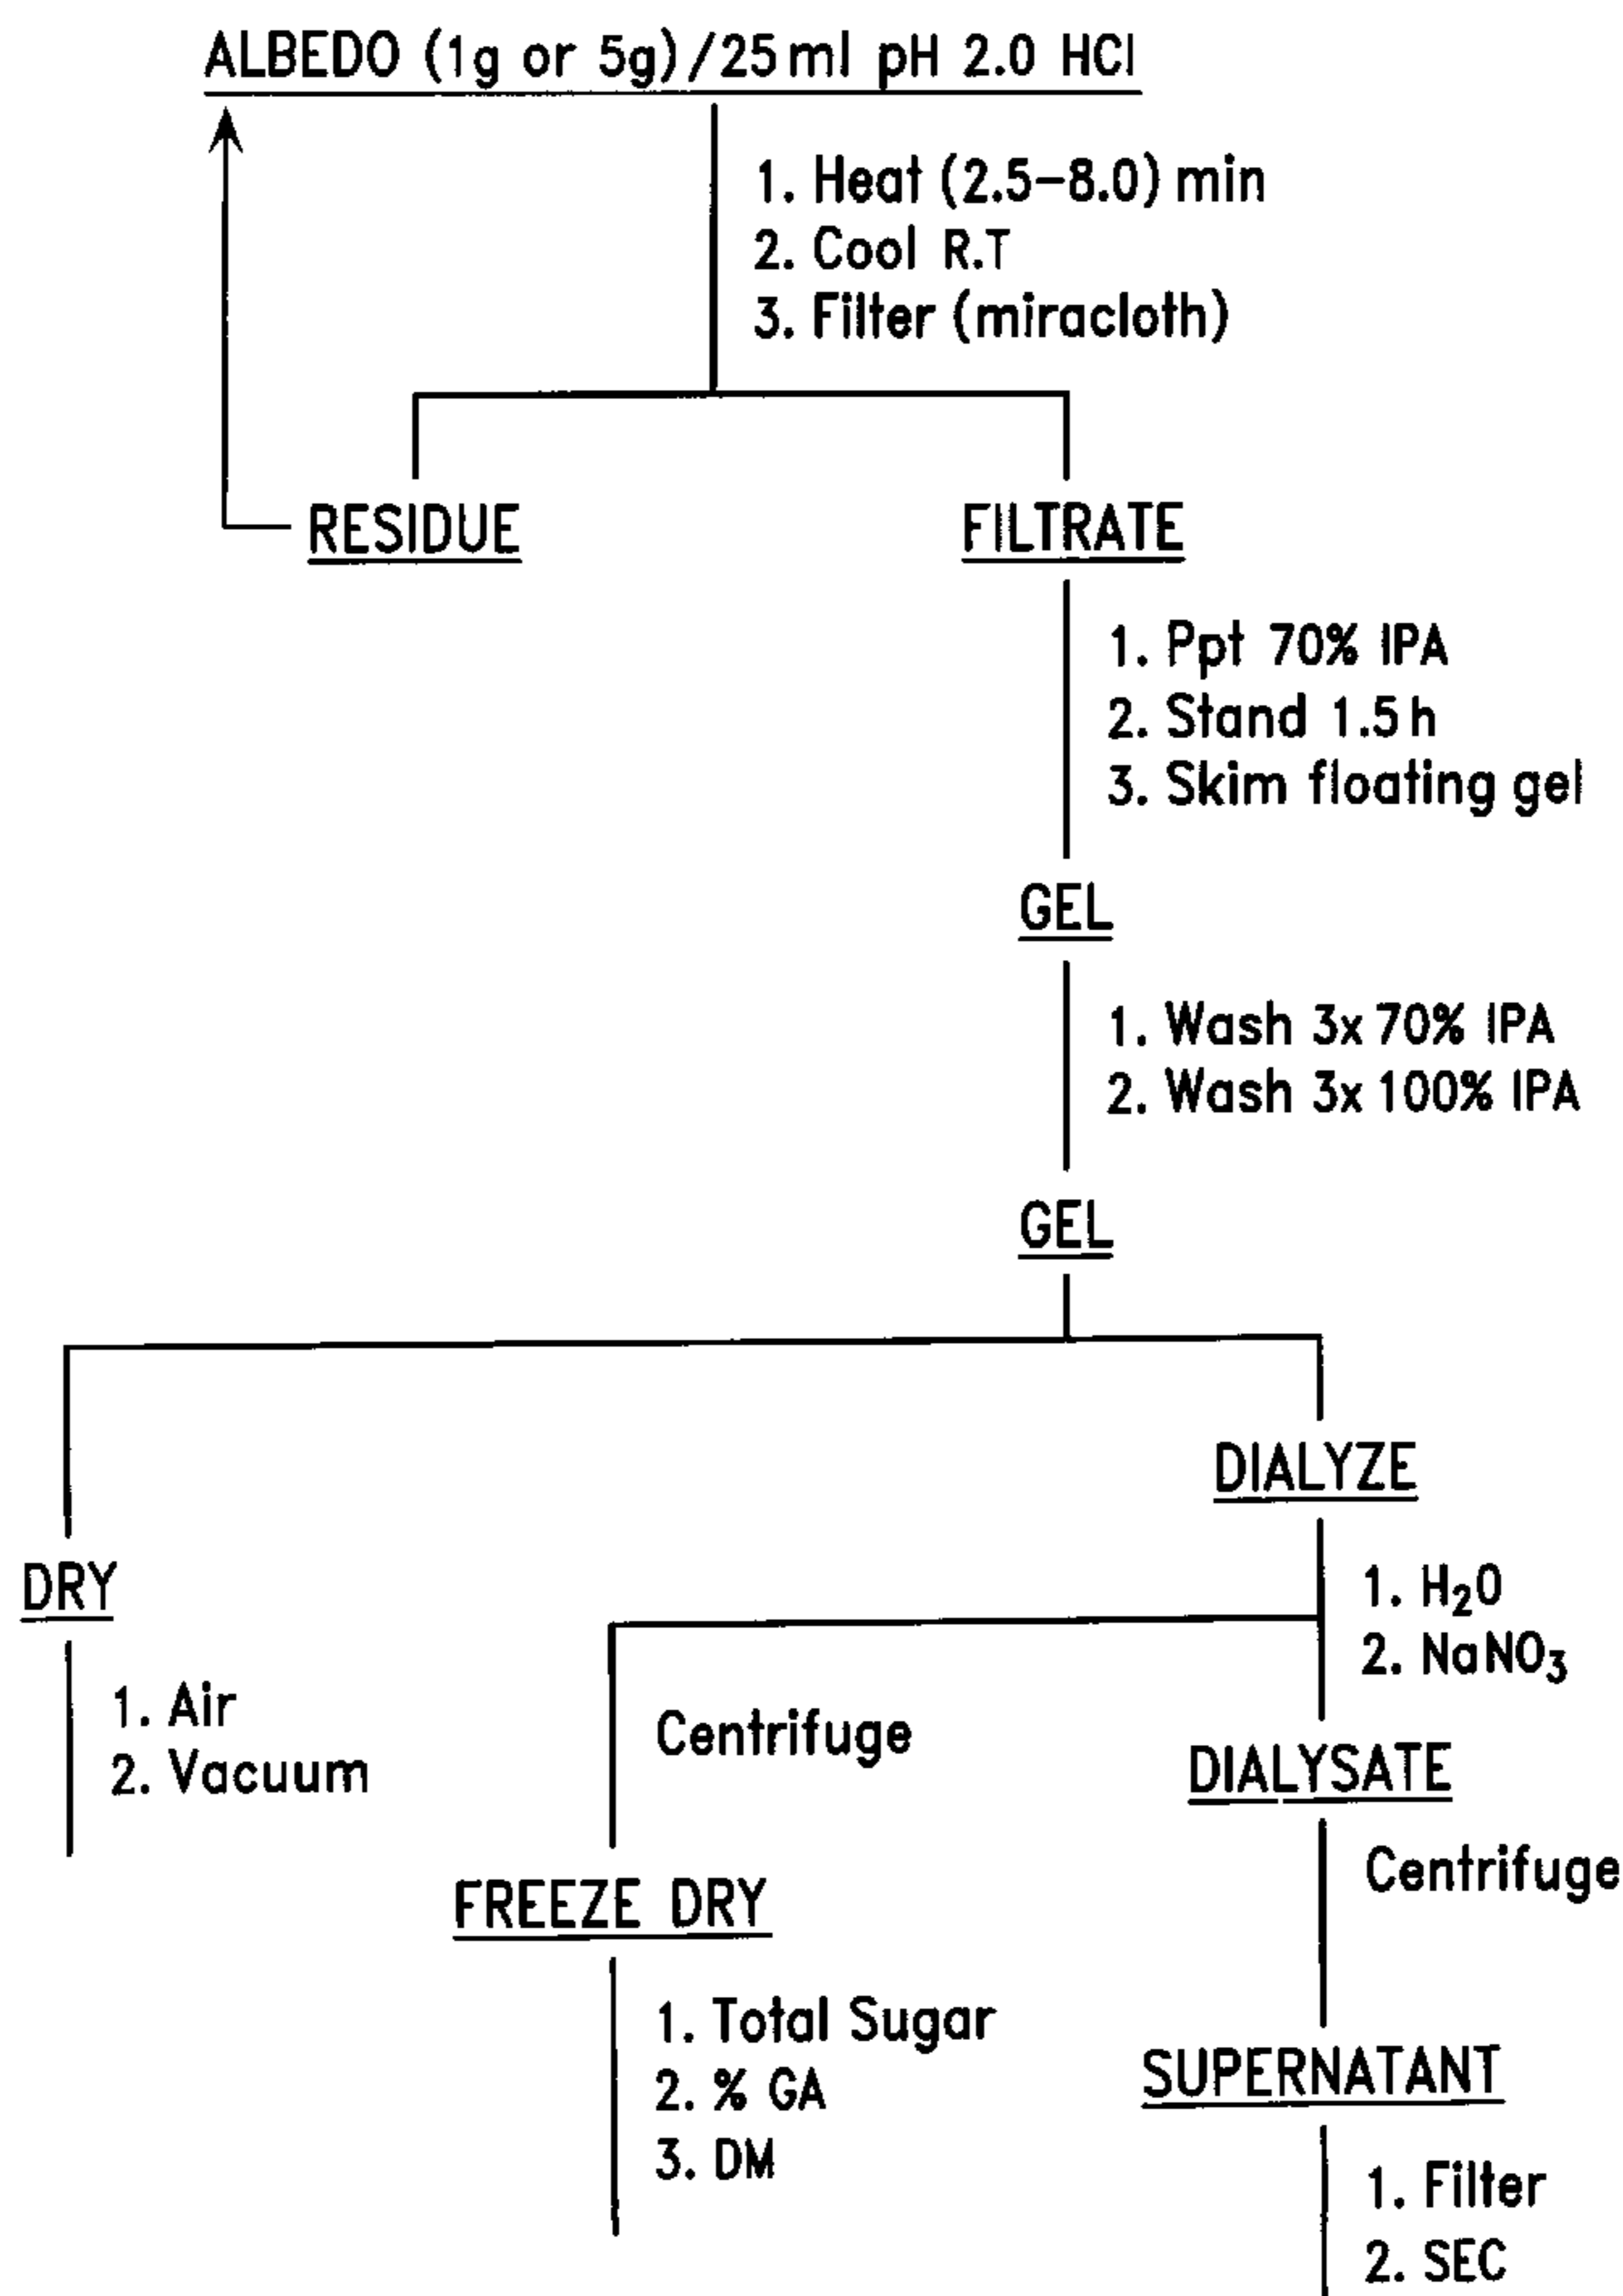 ALBEDO (1g or 5g)/25 ml pH 2.0 HCl
1. Heat (2.5-8.0) min
2. Cool R.T
3. Filter (miracloth)
RESIDUE
FILTRATE
1. Ppt 70% IPA
2. Stand 1.5 h
3. Skim floating gel
GEL
1. Wash 3x 70% IPA
2. Wash 3x 100% IPA
GEL
DIALYZE
DRY
1. H₂O
2. NaNO₃
1. Air
2. Vacuum
Centrifuge
DIALYSATE
Centrifuge
FREEZE DRY
1. Total Sugar
2. % GA
3. DM
SUPERNATANT
1. Filter
2. SEC